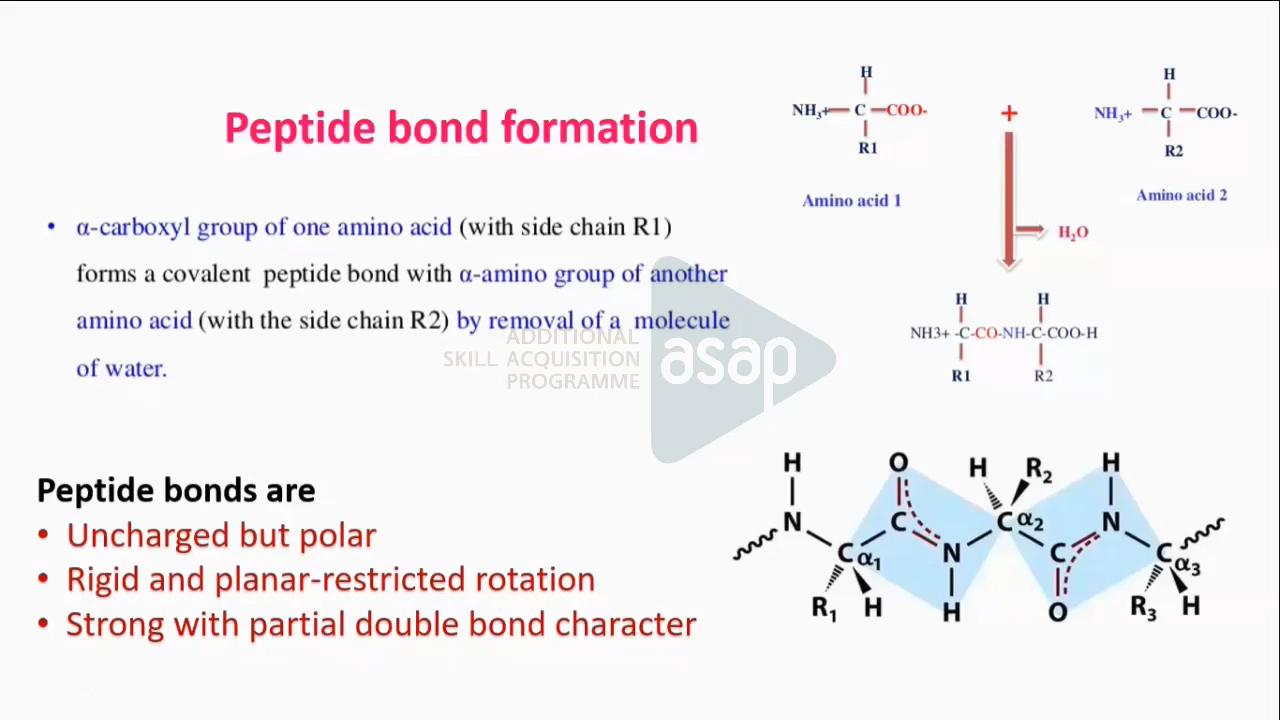 Peptide bond formation
• α-carboxyl group of one amino acid (with side chain R1)
forms a covalent peptide bond with α-amino group of another
amino acid (with the side chain R2) by removal of a molecule
of water.
Peptide bonds are
• Uncharged but polar
• Rigid and planar-restricted rotation
• Strong with partial double bond character
H H
NH₃+ C COO- + NH₃+ C COO-
R1 R2
Amino acid 1 Amino acid 2
H₂O
H H
NH3+ -C-CO-NH-C-COO-H
R1 R2
ADDITIONAL
SKILL ACQUISITION
PROGRAMME
asap
H O H R₂ H
N C Cα2 N
Cα1 N C Cα3
R₁ H H O R₃ H